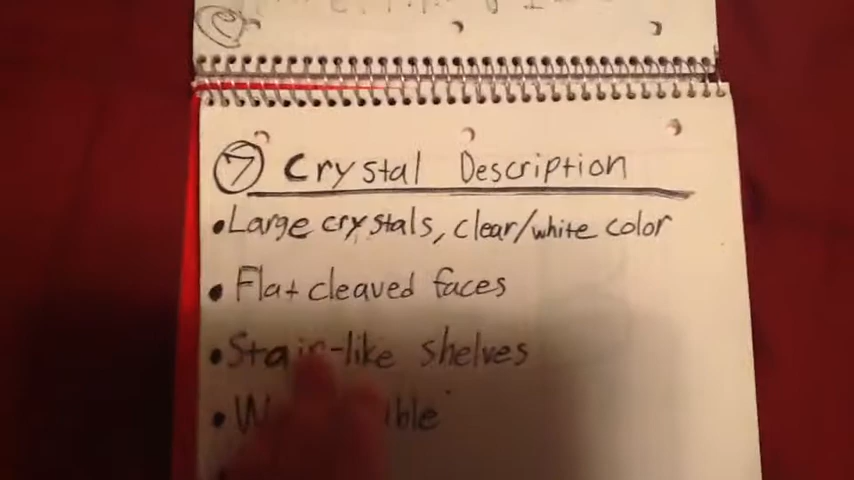 7 Crystal Description
• Large crystals, clear/white color
• Flat cleaved faces
• Stair-like shelves